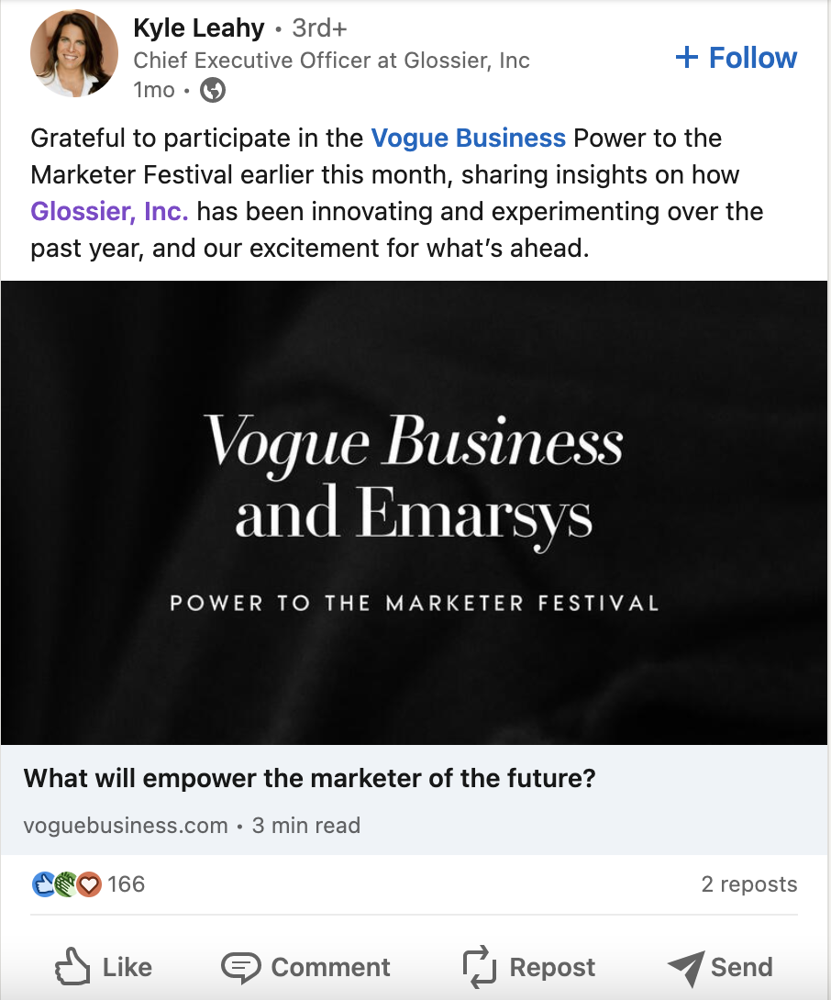 Kyle Leahy • 3rd+
Chief Executive Officer at Glossier, Inc
1mo •
+ Follow
Grateful to participate in the Vogue Business Power to the
Marketer Festival earlier this month, sharing insights on how
Glossier, Inc. has been innovating and experimenting over the
past year, and our excitement for what’s ahead.
Vogue Business
and Emarsys
POWER TO THE MARKETER FESTIVAL
What will empower the marketer of the future?
voguebusiness.com • 3 min read
166
2 reposts
Like
Comment
Repost
Send